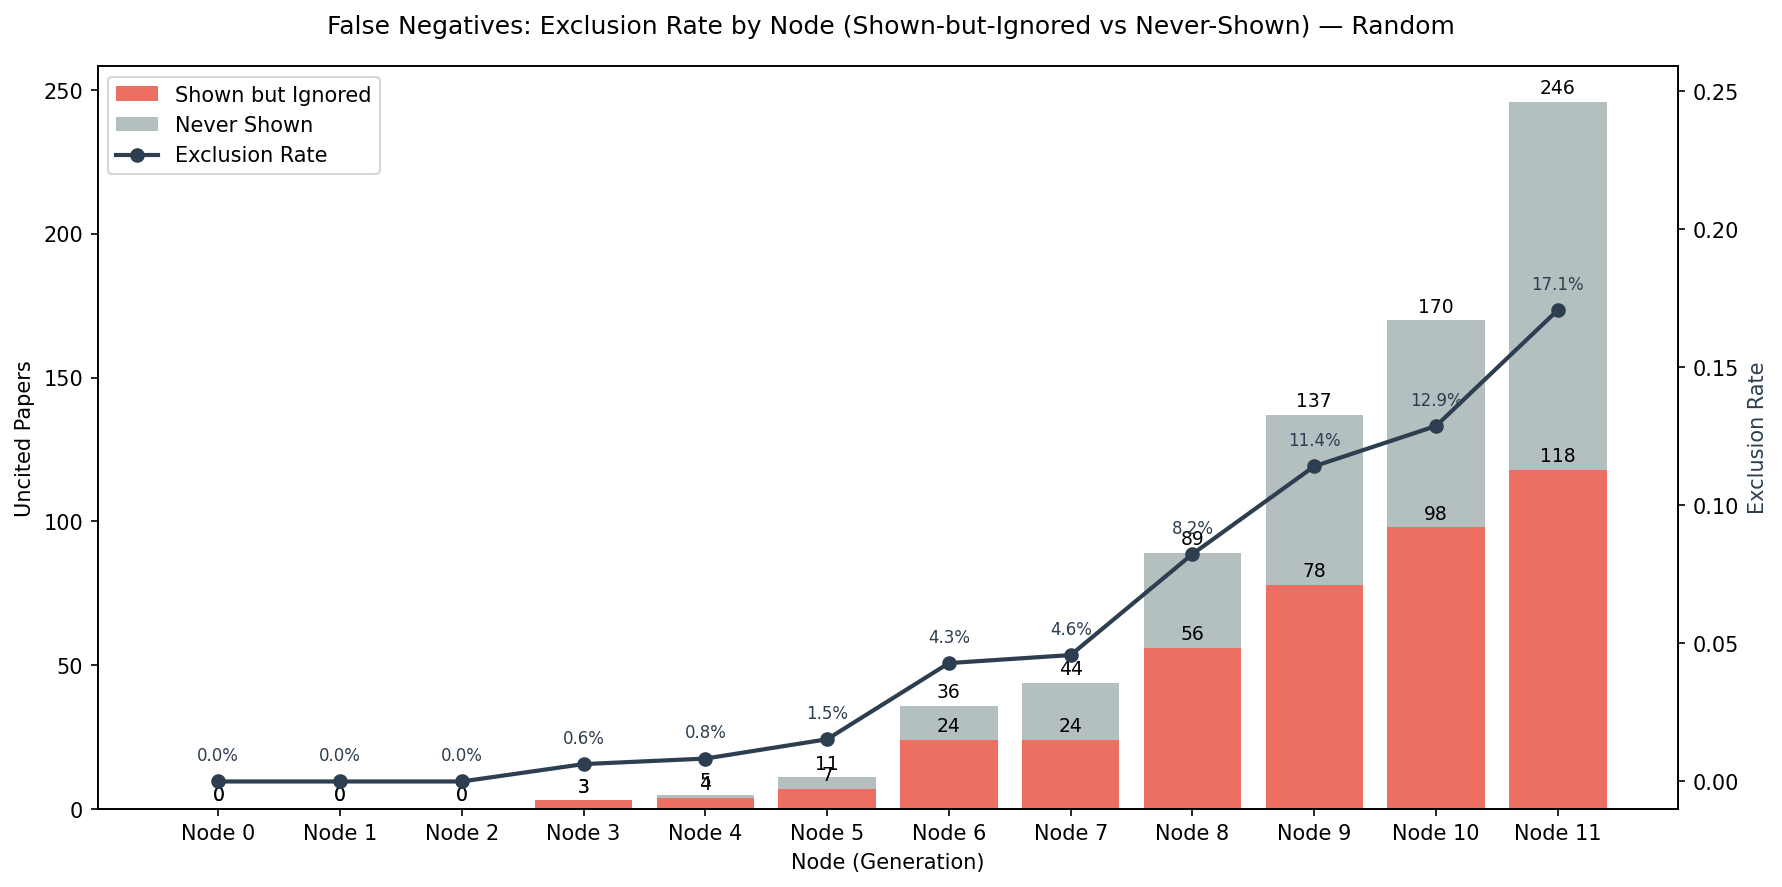 False Negatives: Exclusion Rate by Node (Shown-but-Ignored vs Never-Shown) — Random
Shown but Ignored
Never Shown
Exclusion Rate
Uncited Papers
250
200
150
100
50
0
0.25
0.20
0.15
0.10
0.05
0.00
Exclusion Rate
0.0% 0.0% 0.0% 0.6% 0.8% 1.5% 4.3% 4.6% 8.2% 11.4% 12.9% 17.1%
0 0 0 3 5 11 36 44 89 137 170 246
0 0 0 3 4 7 24 24 56 78 98 118
Node 0 Node 1 Node 2 Node 3 Node 4 Node 5 Node 6 Node 7 Node 8 Node 9 Node 10 Node 11
Node (Generation)